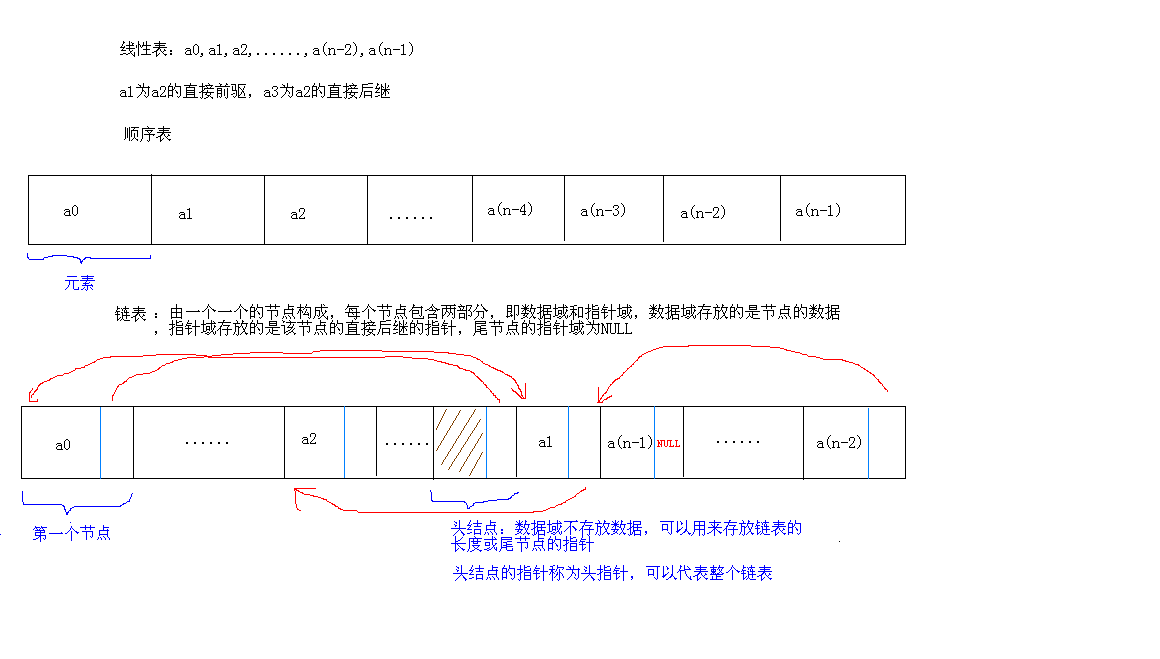 线性表：a0,a1,a2,......,a(n-2),a(n-1)
a1为a2的直接前驱，a3为a2的直接后继
顺序表
a0 a1 a2 ...... a(n-4) a(n-3) a(n-2) a(n-1)
元素
链表：由一个一个的节点构成，每个节点包含两部分，即数据域和指针域，数据域存放的是节点的数据
，指针域存放的是该节点的直接后继的指针，尾节点的指针域为NULL
a0 ...... a2 ...... a1 a(n-1) NULL ...... a(n-2)
第一个节点
头结点：数据域不存放数据，可以用来存放链表的
长度或尾节点的指针
头结点的指针称为头指针，可以代表整个链表